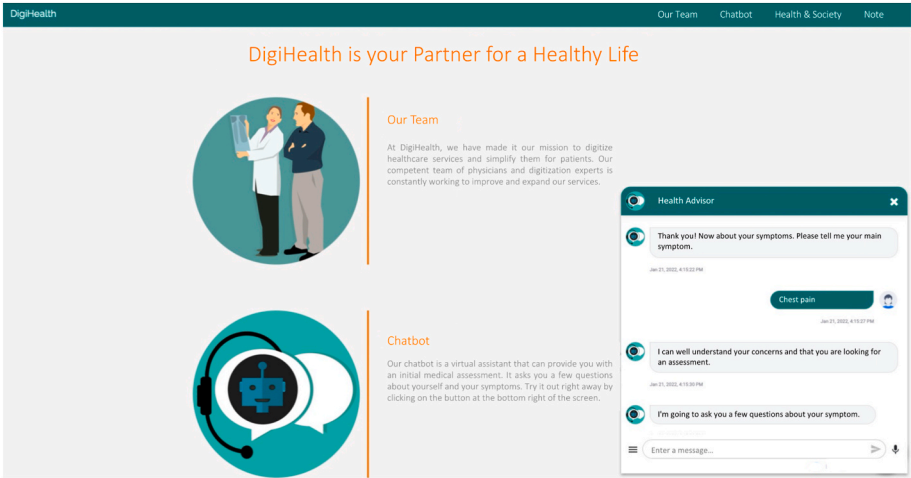 DigiHealth
Our Team Chatbot Health & Society Note
DigiHealth is your Partner for a Healthy Life
Our Team
At DigiHealth, we have made it our mission to digitize
healthcare services and simplify them for patients. Our
competent team of physicians and digitization experts is
constantly working to improve and expand our services.
Chatbot
Our chatbot is a virtual assistant that can provide you with
an initial medical assessment. It asks you a few questions
about yourself and your symptoms. Try it out right away by
clicking on the button at the bottom right of the screen.
Health Advisor
Thank you! Now about your symptoms. Please tell me your main
symptom.
Jan 21, 2022, 4:15:22 PM
Chest pain
Jan 21, 2022, 4:15:27 PM
I can well understand your concerns and that you are looking for
an assessment.
Jan 21, 2022, 4:15:30 PM
I'm going to ask you a few questions about your symptom.
Enter a message...